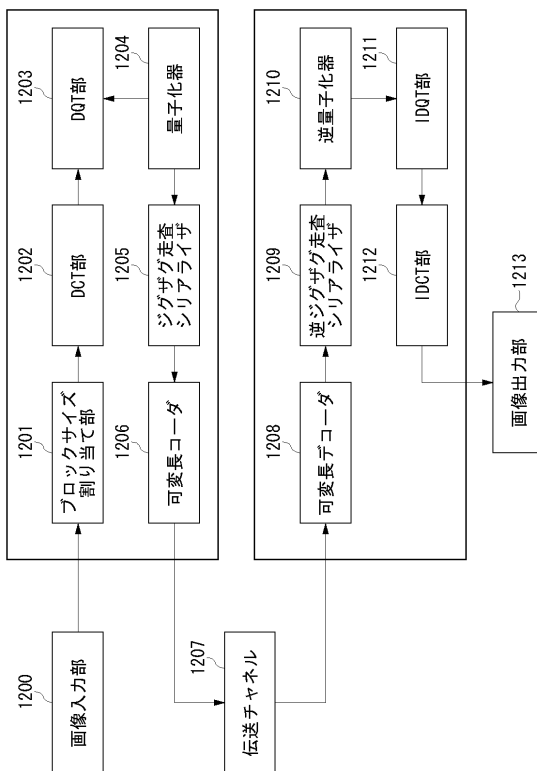 1200
画像入力部
1201
ブロックサイズ
割り当て部
1202
DCT部
1203
DQT部
1204
量子化器
1205
ジグザグ走査
シリアライザ
1206
可変長コーダ
1207
伝送チャネル
1208
可変長デコーダ
1209
逆ジグザグ走査
シリアライザ
1210
逆量子化器
1211
IDQT部
1212
IDCT部
1213
画像出力部